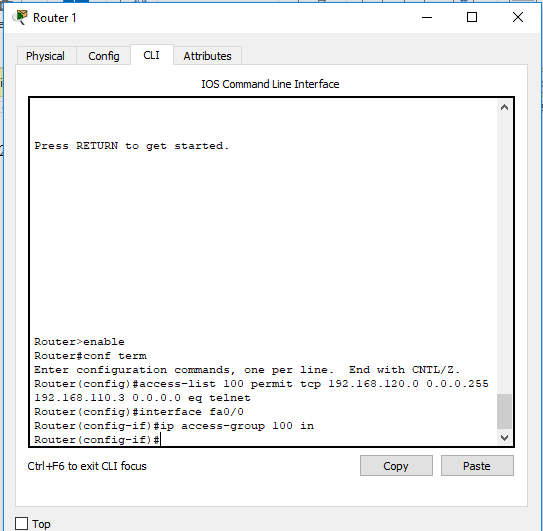 Router 1
Physical
Config
CLI
Attributes
IOS Command Line Interface
Press RETURN to get started.
Router>enable
Router#conf term
Enter configuration commands, one per line.  End with CNTL/Z.
Router(config)#access-list 100 permit tcp 192.168.120.0 0.0.0.255
192.168.110.3 0.0.0.0 eq telnet
Router(config)#interface fa0/0
Router(config-if)#ip access-group 100 in
Router(config-if)#
Ctrl+F6 to exit CLI focus
Copy
Paste
Top